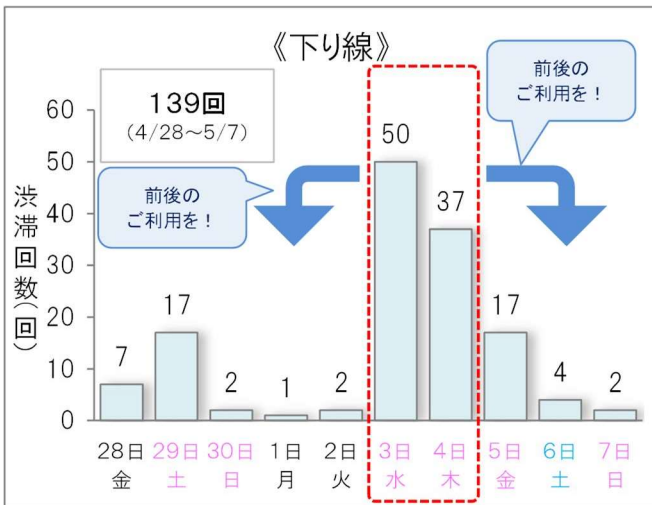 《下り線》
139回
(4/28～5/7)
前後の
ご利用を！
前後の
ご利用を！
渋滞回数(回)
60
50
40
30
20
10
0
7
17
2
1
2
50
37
17
4
2
28日 29日 30日 1日 2日 3日 4日 5日 6日 7日
金 土 日 月 火 水 木 金 土 日